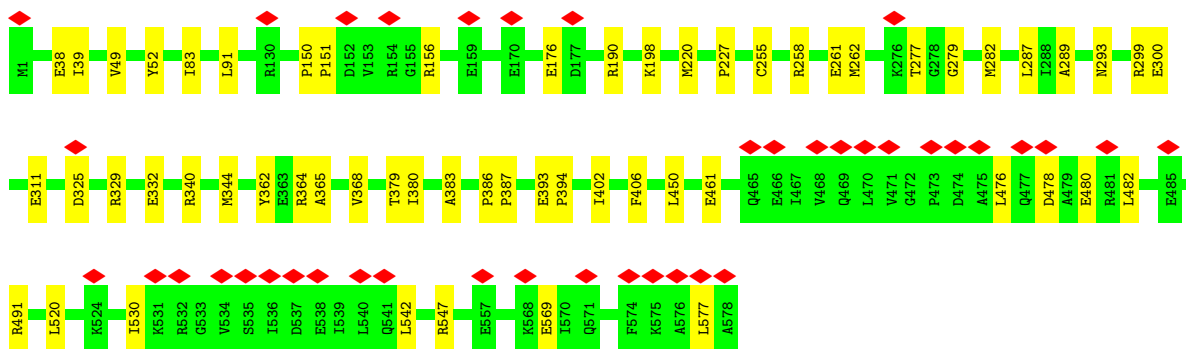 M1 E38 I39 V49 Y52 I83 L91 R130 P150 P151 D152 V153 R154 G155 R156 E159 E170 E176 D177 R190 K198 M220 P227 C255 R258 E261 M262 K276 T277 G278 G279 M282 L287 I288 A289 N293 R299 E300
E311 D325 R329 E332 R340 M344 Y362 E363 R364 A365 V368 T379 I380 A383 P386 P387 E393 P394 I402 F406 L450 E461 Q465 E466 I467 V468 Q469 L470 V471 G472 P473 D474 A475 L476 Q477 D478 A479 E480 R481 L482 E485
R491 L520 K524 I530 K531 R532 G533 V534 S535 I536 D537 E538 I539 L540 Q541 L542 R547 E557 K568 E569 I570 Q571 F574 K575 A576 L577 A578